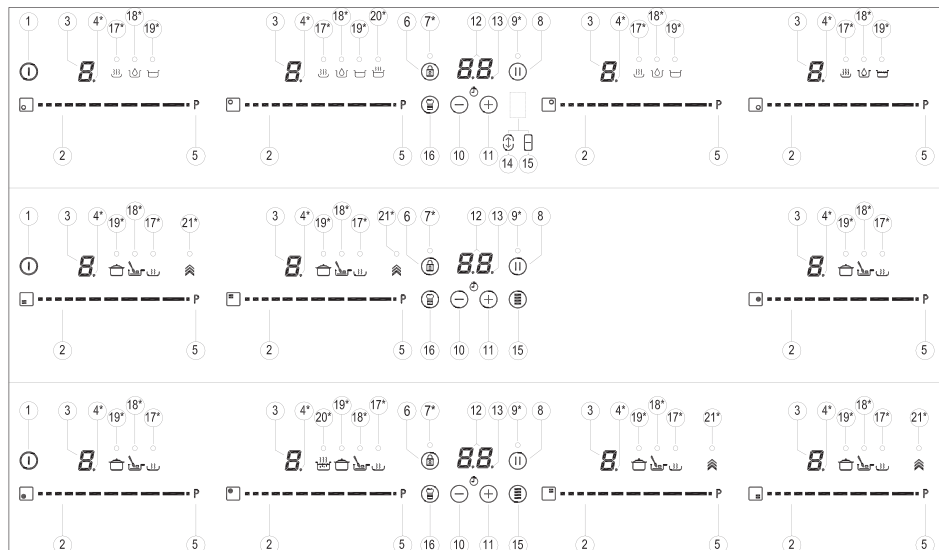 1 3 4* 17* 18* 19* 3 4* 17* 18* 19* 20* 6 7* 12 13 9* 8 3 4* 17* 18* 19* 3 4* 17* 18* 19*
8. 8. 8.8. 8. 8.
P P P P
2 5 2 5 16 10 11 14 15 2 5 2 5
1 3 4* 19* 18* 17* 21* 3 4* 19* 18* 17* 21* 6 7* 12 13 9* 8 3 4* 19* 18* 17*
8. 8. 8.8. 8.
P P P
2 5 2 5 16 10 11 15 2 5
1 3 4* 19* 18* 17* 3 4* 20* 19* 18* 17* 6 7* 12 13 9* 8 3 4* 19* 18* 17* 21* 3 4* 19* 18* 17* 21*
8. 8. 8.8. 8. 8.
P P P P
2 5 2 5 16 10 11 15 2 5 2 5